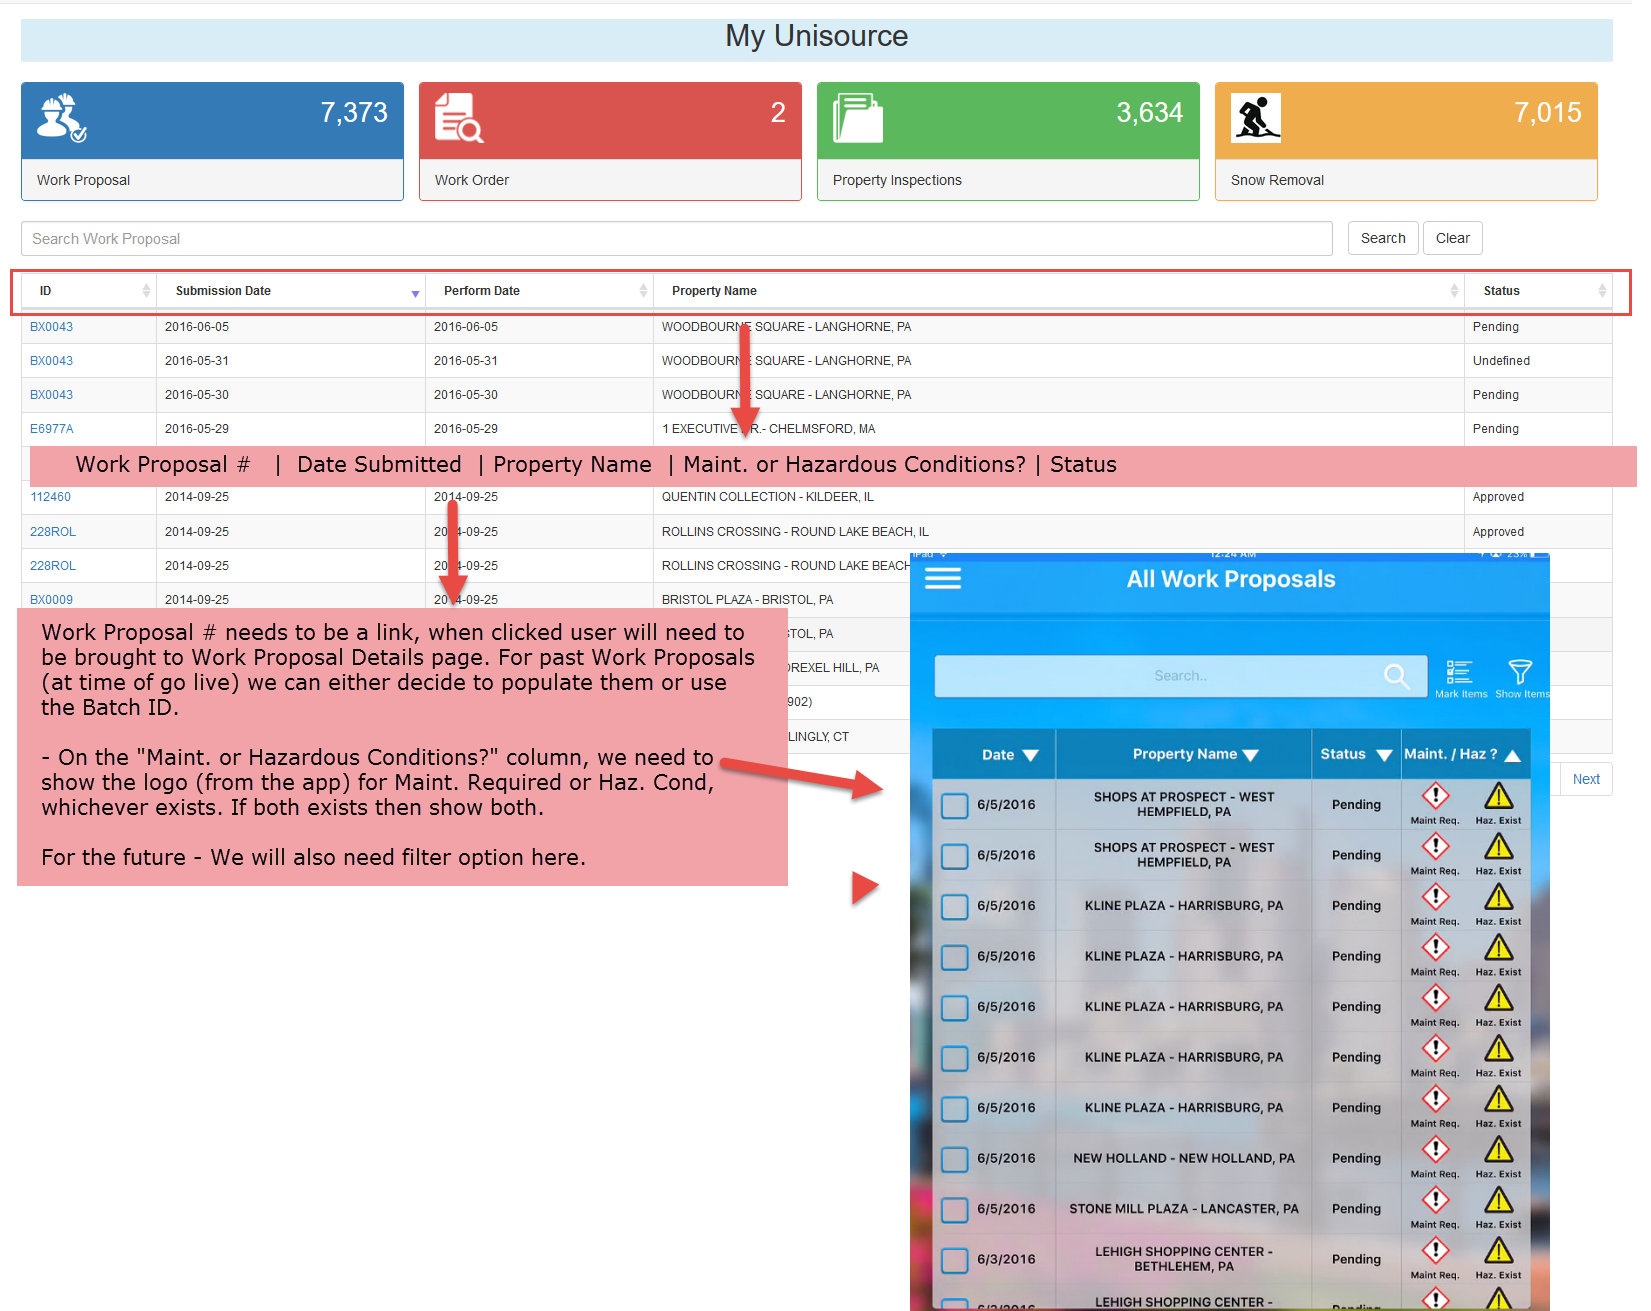 My Unisource
7,373
Work Proposal
2
Work Order
3,634
Property Inspections
7,015
Snow Removal
Search Work Proposal
Search
Clear
ID Submission Date Perform Date Property Name Status
BX0043 2016-06-05 2016-06-05 WOODBOURNE SQUARE - LANGHORNE, PA Pending
BX0043 2016-05-31 2016-05-31 WOODBOURNE SQUARE - LANGHORNE, PA Undefined
BX0043 2016-05-30 2016-05-30 WOODBOURNE SQUARE - LANGHORNE, PA Pending
E6977A 2016-05-29 2016-05-29 1 EXECUTIVE DR.- CHELMSFORD, MA Pending
Work Proposal # | Date Submitted | Property Name | Maint. or Hazardous Conditions? | Status
112460 2014-09-25 2014-09-25 QUENTIN COLLECTION - KILDEER, IL Approved
228ROL 2014-09-25 2014-09-25 ROLLINS CROSSING - ROUND LAKE BEACH, IL Approved
228ROL 2014-09-25 2014-09-25 ROLLINS CROSSING - ROUND LAKE BEACH
BX0009 2014-09-25 2014-09-25 BRISTOL PLAZA - BRISTOL, PA
STOL, PA
DREXEL HILL, PA
902)
LINGLY, CT
Next
Work Proposal # needs to be a link, when clicked user will need to
be brought to Work Proposal Details page. For past Work Proposals
(at time of go live) we can either decide to populate them or use
the Batch ID.
- On the "Maint. or Hazardous Conditions?" column, we need to
show the logo (from the app) for Maint. Required or Haz. Cond,
whichever exists. If both exists then show both.
For the future - We will also need filter option here.
iPad 12:24 AM 23%
All Work Proposals
Search..
Mark Items Show Items
Date Property Name Status Maint. / Haz ?
6/5/2016 SHOPS AT PROSPECT - WEST HEMPFIELD, PA Pending Maint Req. Haz. Exist
6/5/2016 SHOPS AT PROSPECT - WEST HEMPFIELD, PA Pending Maint Req. Haz. Exist
6/5/2016 KLINE PLAZA - HARRISBURG, PA Pending Maint Req. Haz. Exist
6/5/2016 KLINE PLAZA - HARRISBURG, PA Pending Maint Req. Haz. Exist
6/5/2016 KLINE PLAZA - HARRISBURG, PA Pending Maint Req. Haz. Exist
6/5/2016 KLINE PLAZA - HARRISBURG, PA Pending Maint Req. Haz. Exist
6/5/2016 KLINE PLAZA - HARRISBURG, PA Pending Maint Req. Haz. Exist
6/5/2016 NEW HOLLAND - NEW HOLLAND, PA Pending Maint Req. Haz. Exist
6/5/2016 STONE MILL PLAZA - LANCASTER, PA Pending Maint Req. Haz. Exist
6/3/2016 LEHIGH SHOPPING CENTER - BETHLEHEM, PA Pending Maint Req. Haz. Exist
6/3/2016 LEHIGH SHOPPING CENTER - Pending